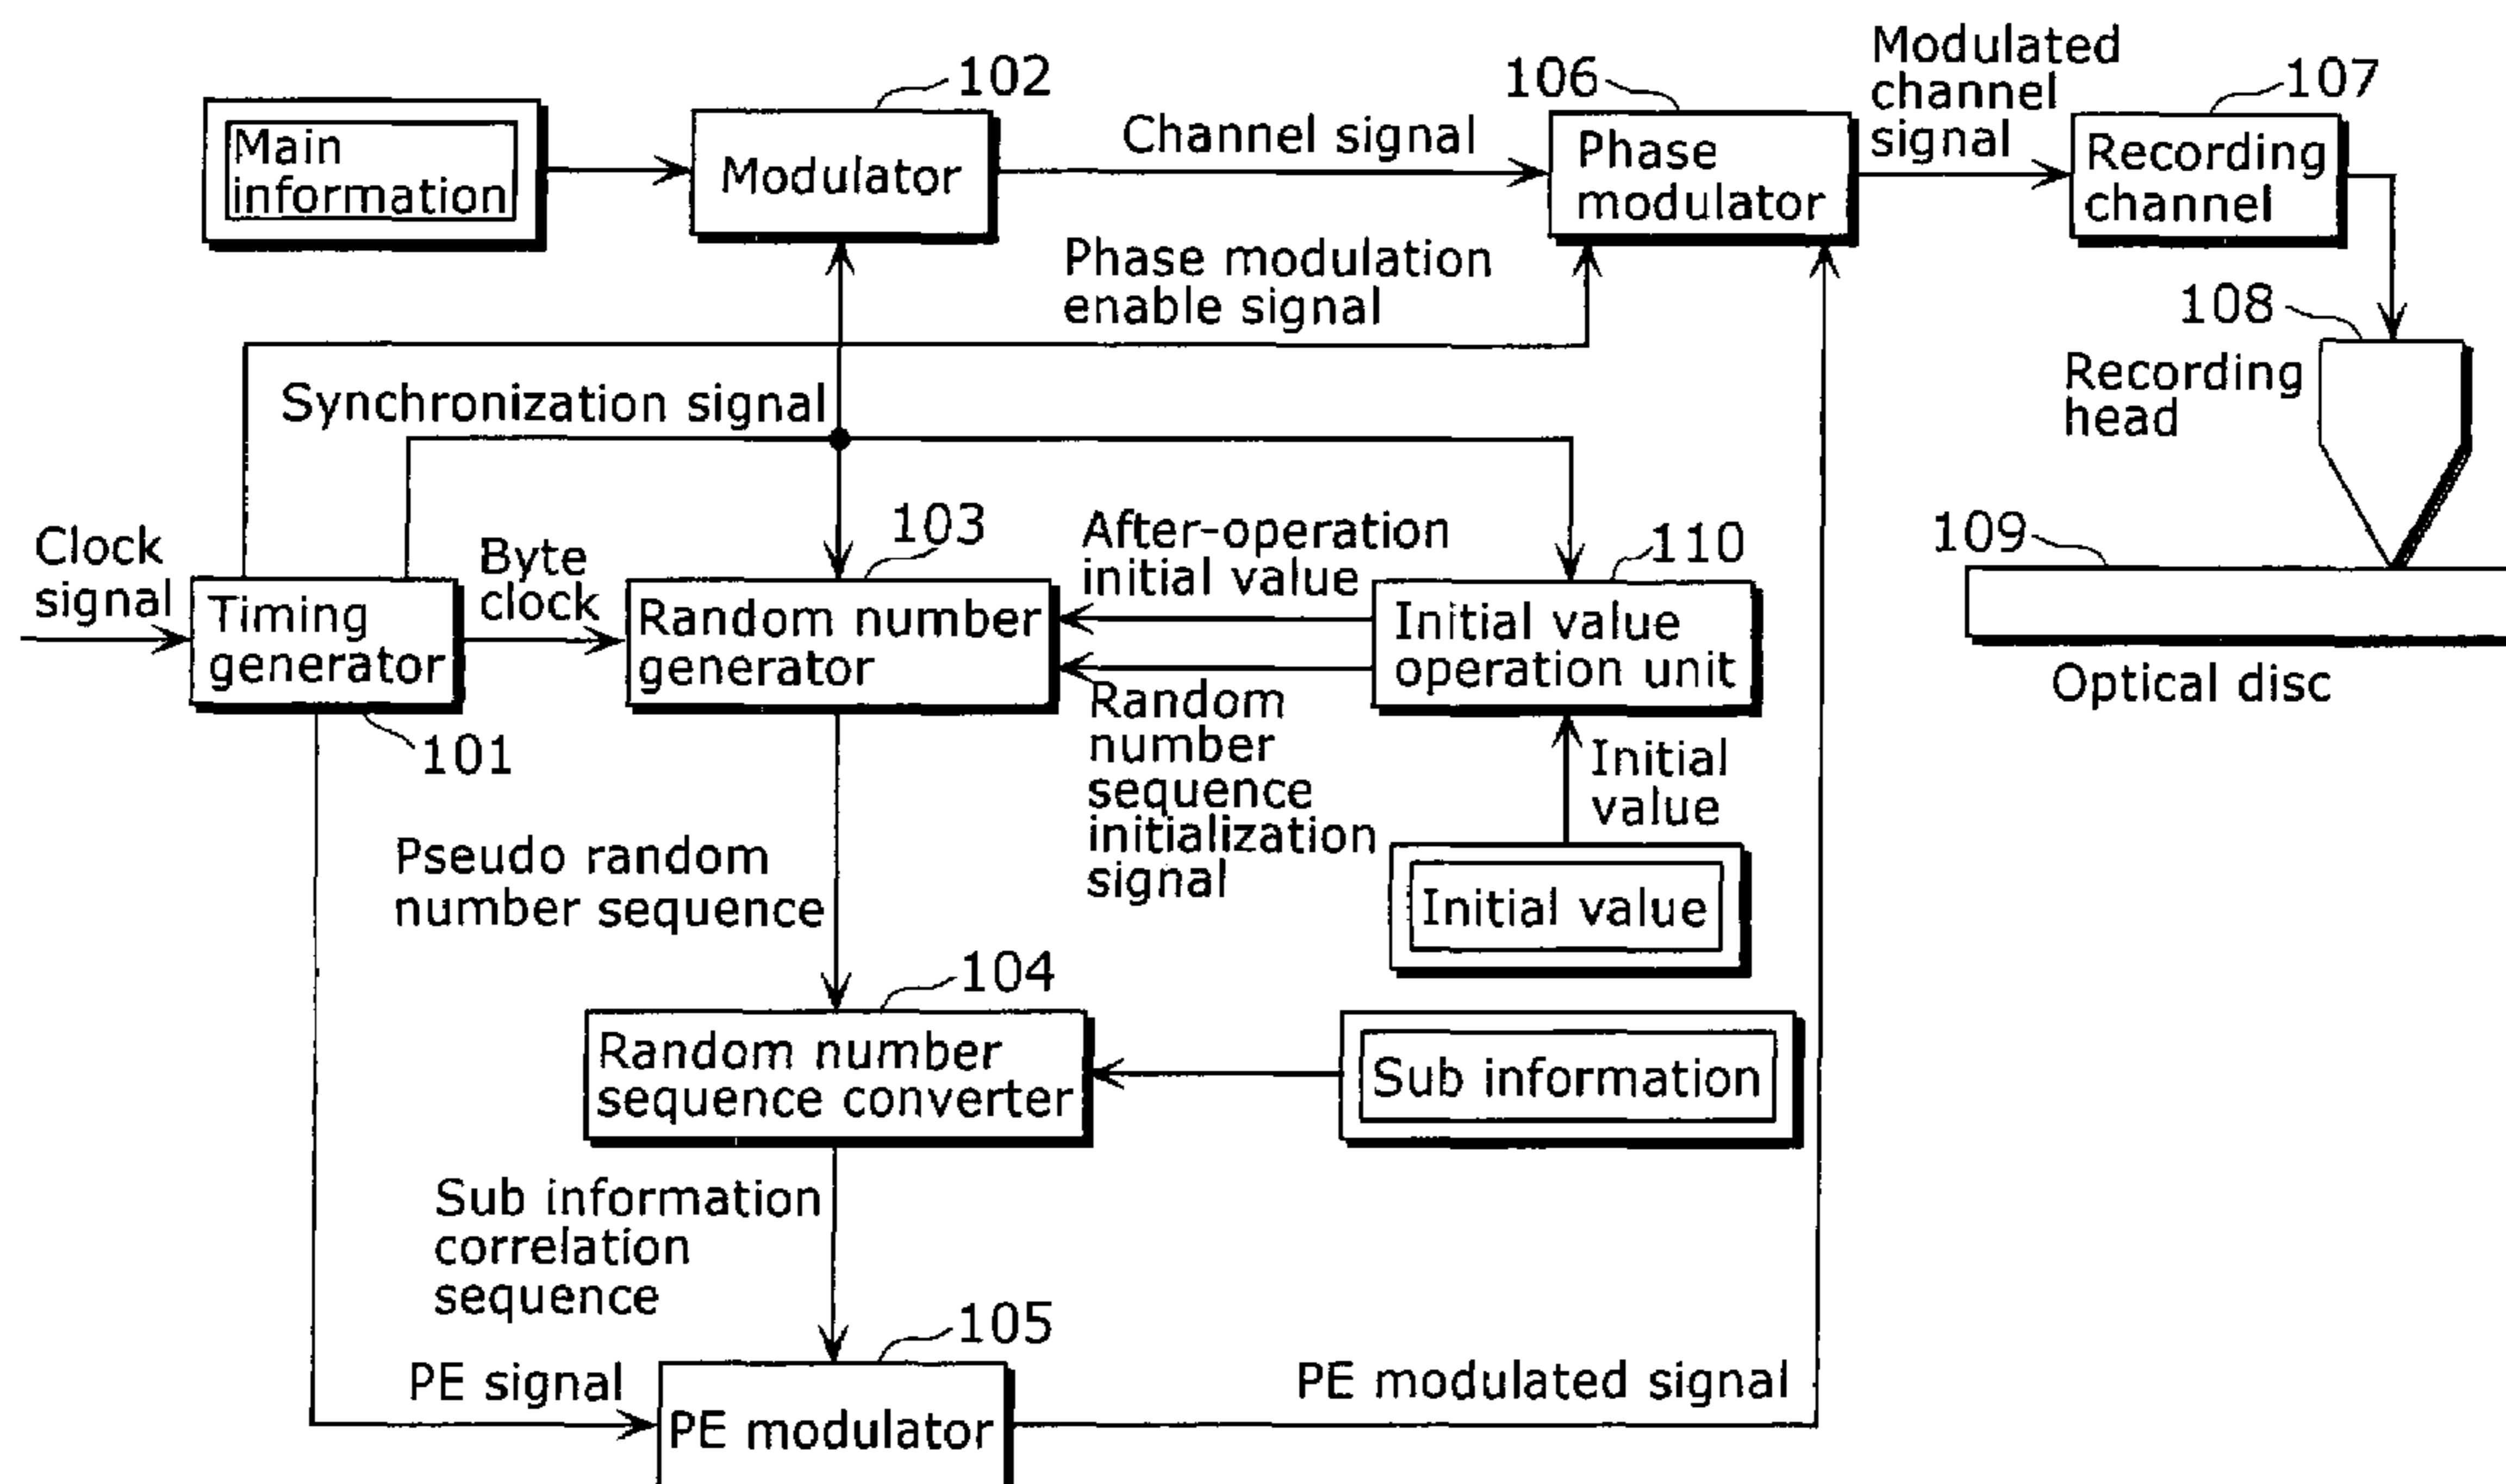 102
106
Modulated
channel
signal
107
Main
information
Modulator
Channel signal
Phase
modulator
Recording
channel
Phase modulation
enable signal
108
Recording
head
Synchronization signal
Clock
signal
Byte
clock
103
After-operation
initial value
110
109
Timing
generator
Random number
generator
Initial value
operation unit
Optical disc
101
Random
number
sequence
initialization
signal
Initial
value
Pseudo random
number sequence
Initial value
104
Random number
sequence converter
Sub information
Sub information
correlation
sequence
105
PE signal
PE modulator
PE modulated signal